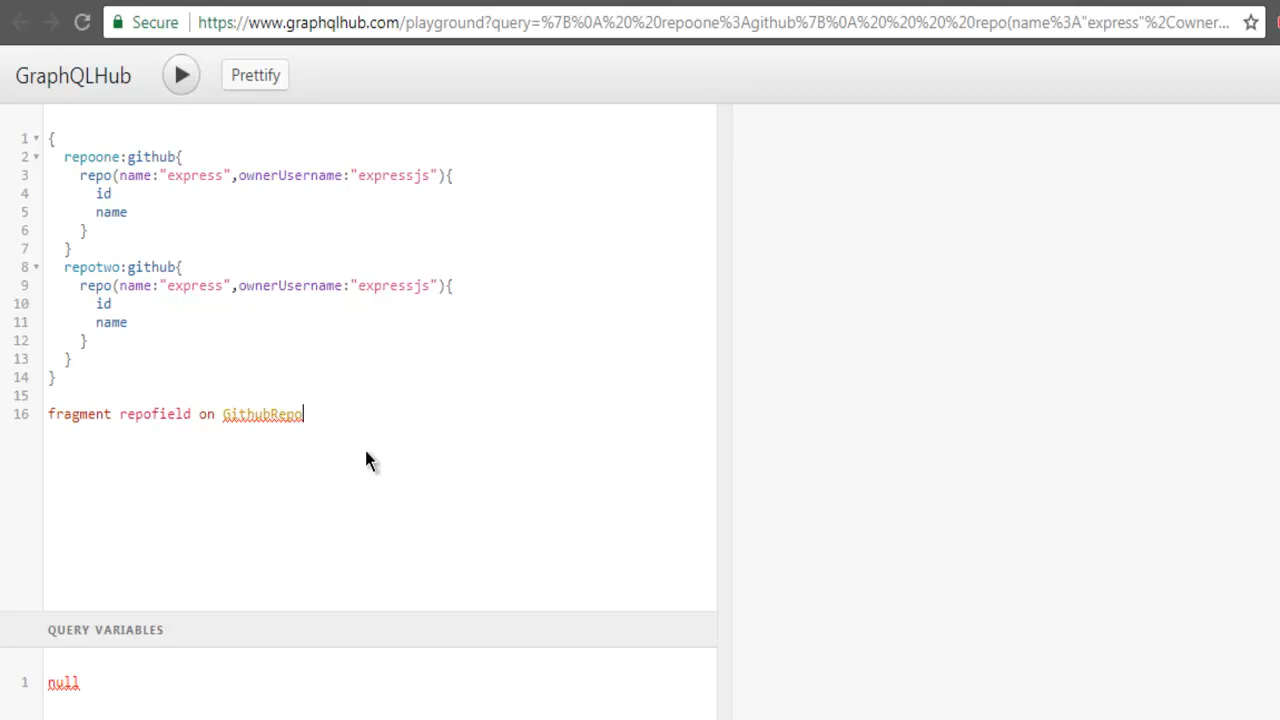 Secure https://www.graphqlhub.com/playground?query=%7B%0A%20%20repoone%3Agithub%7B%0A%20%20%20%20repo(name%3A"express"%2Cowner...
GraphQLHub Prettify
1 {
2 repoone:github{
3 repo(name:"express",ownerUsername:"expressjs"){
4 id
5 name
6 }
7 }
8 repotwo:github{
9 repo(name:"express",ownerUsername:"expressjs"){
10 id
11 name
12 }
13 }
14 }
15
16 fragment repofield on GithubRepo
QUERY VARIABLES
1 null